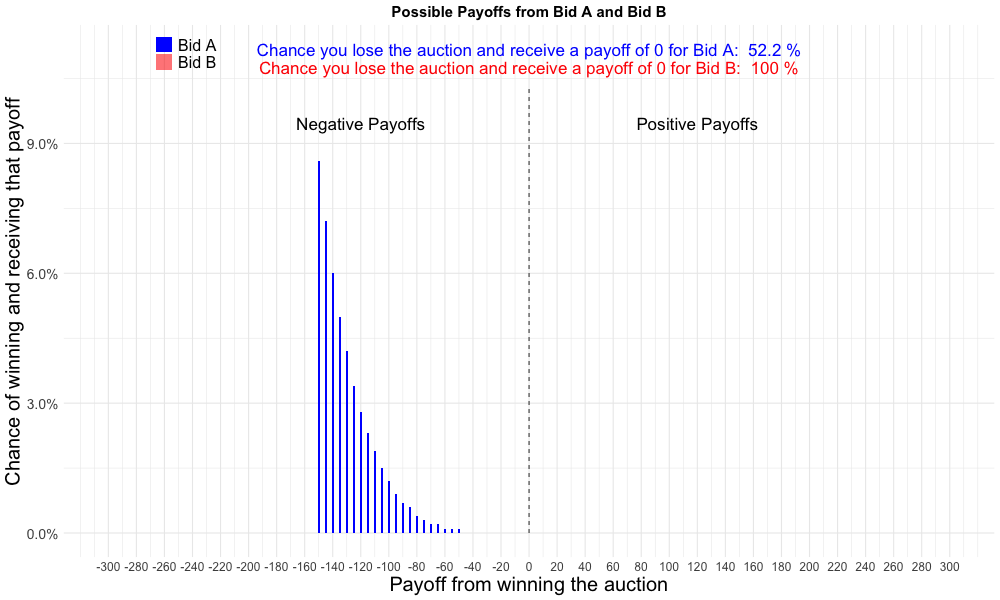 Possible Payoffs from Bid A and Bid B
Bid A
Bid B
Chance you lose the auction and receive a payoff of 0 for Bid A:  52.2 %
Chance you lose the auction and receive a payoff of 0 for Bid B:  100 %
Negative Payoffs
Positive Payoffs
Chance of winning and receiving that payoff
9.0%
6.0%
3.0%
0.0%
-300 -280 -260 -240 -220 -200 -180 -160 -140 -120 -100 -80 -60 -40 -20 0 20 40 60 80 100 120 140 160 180 200 220 240 260 280 300
Payoff from winning the auction